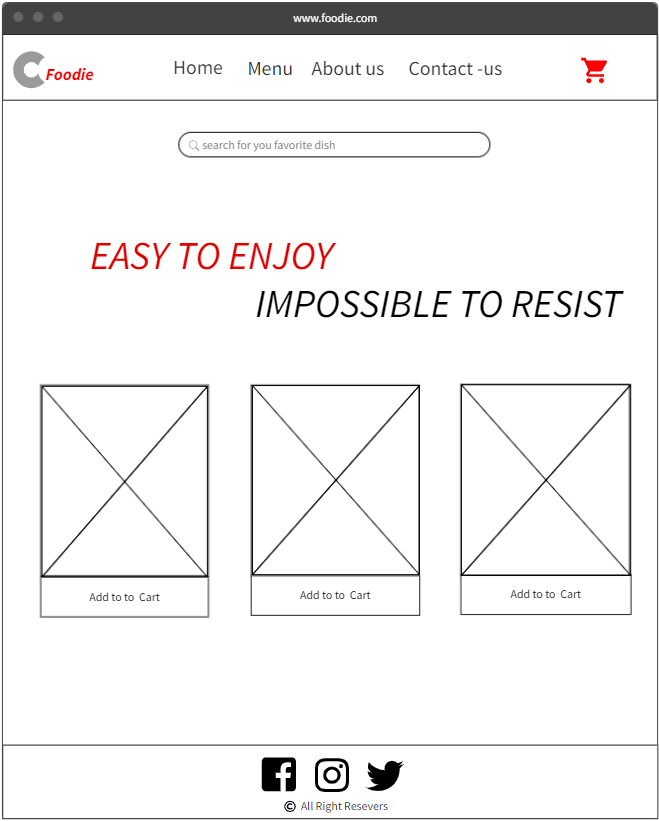 www.foodie.com
Foodie Home Menu About us Contact -us
search for you favorite dish
EASY TO ENJOY
IMPOSSIBLE TO RESIST
Add to to Cart Add to to Cart Add to to Cart
© All Right Resevers